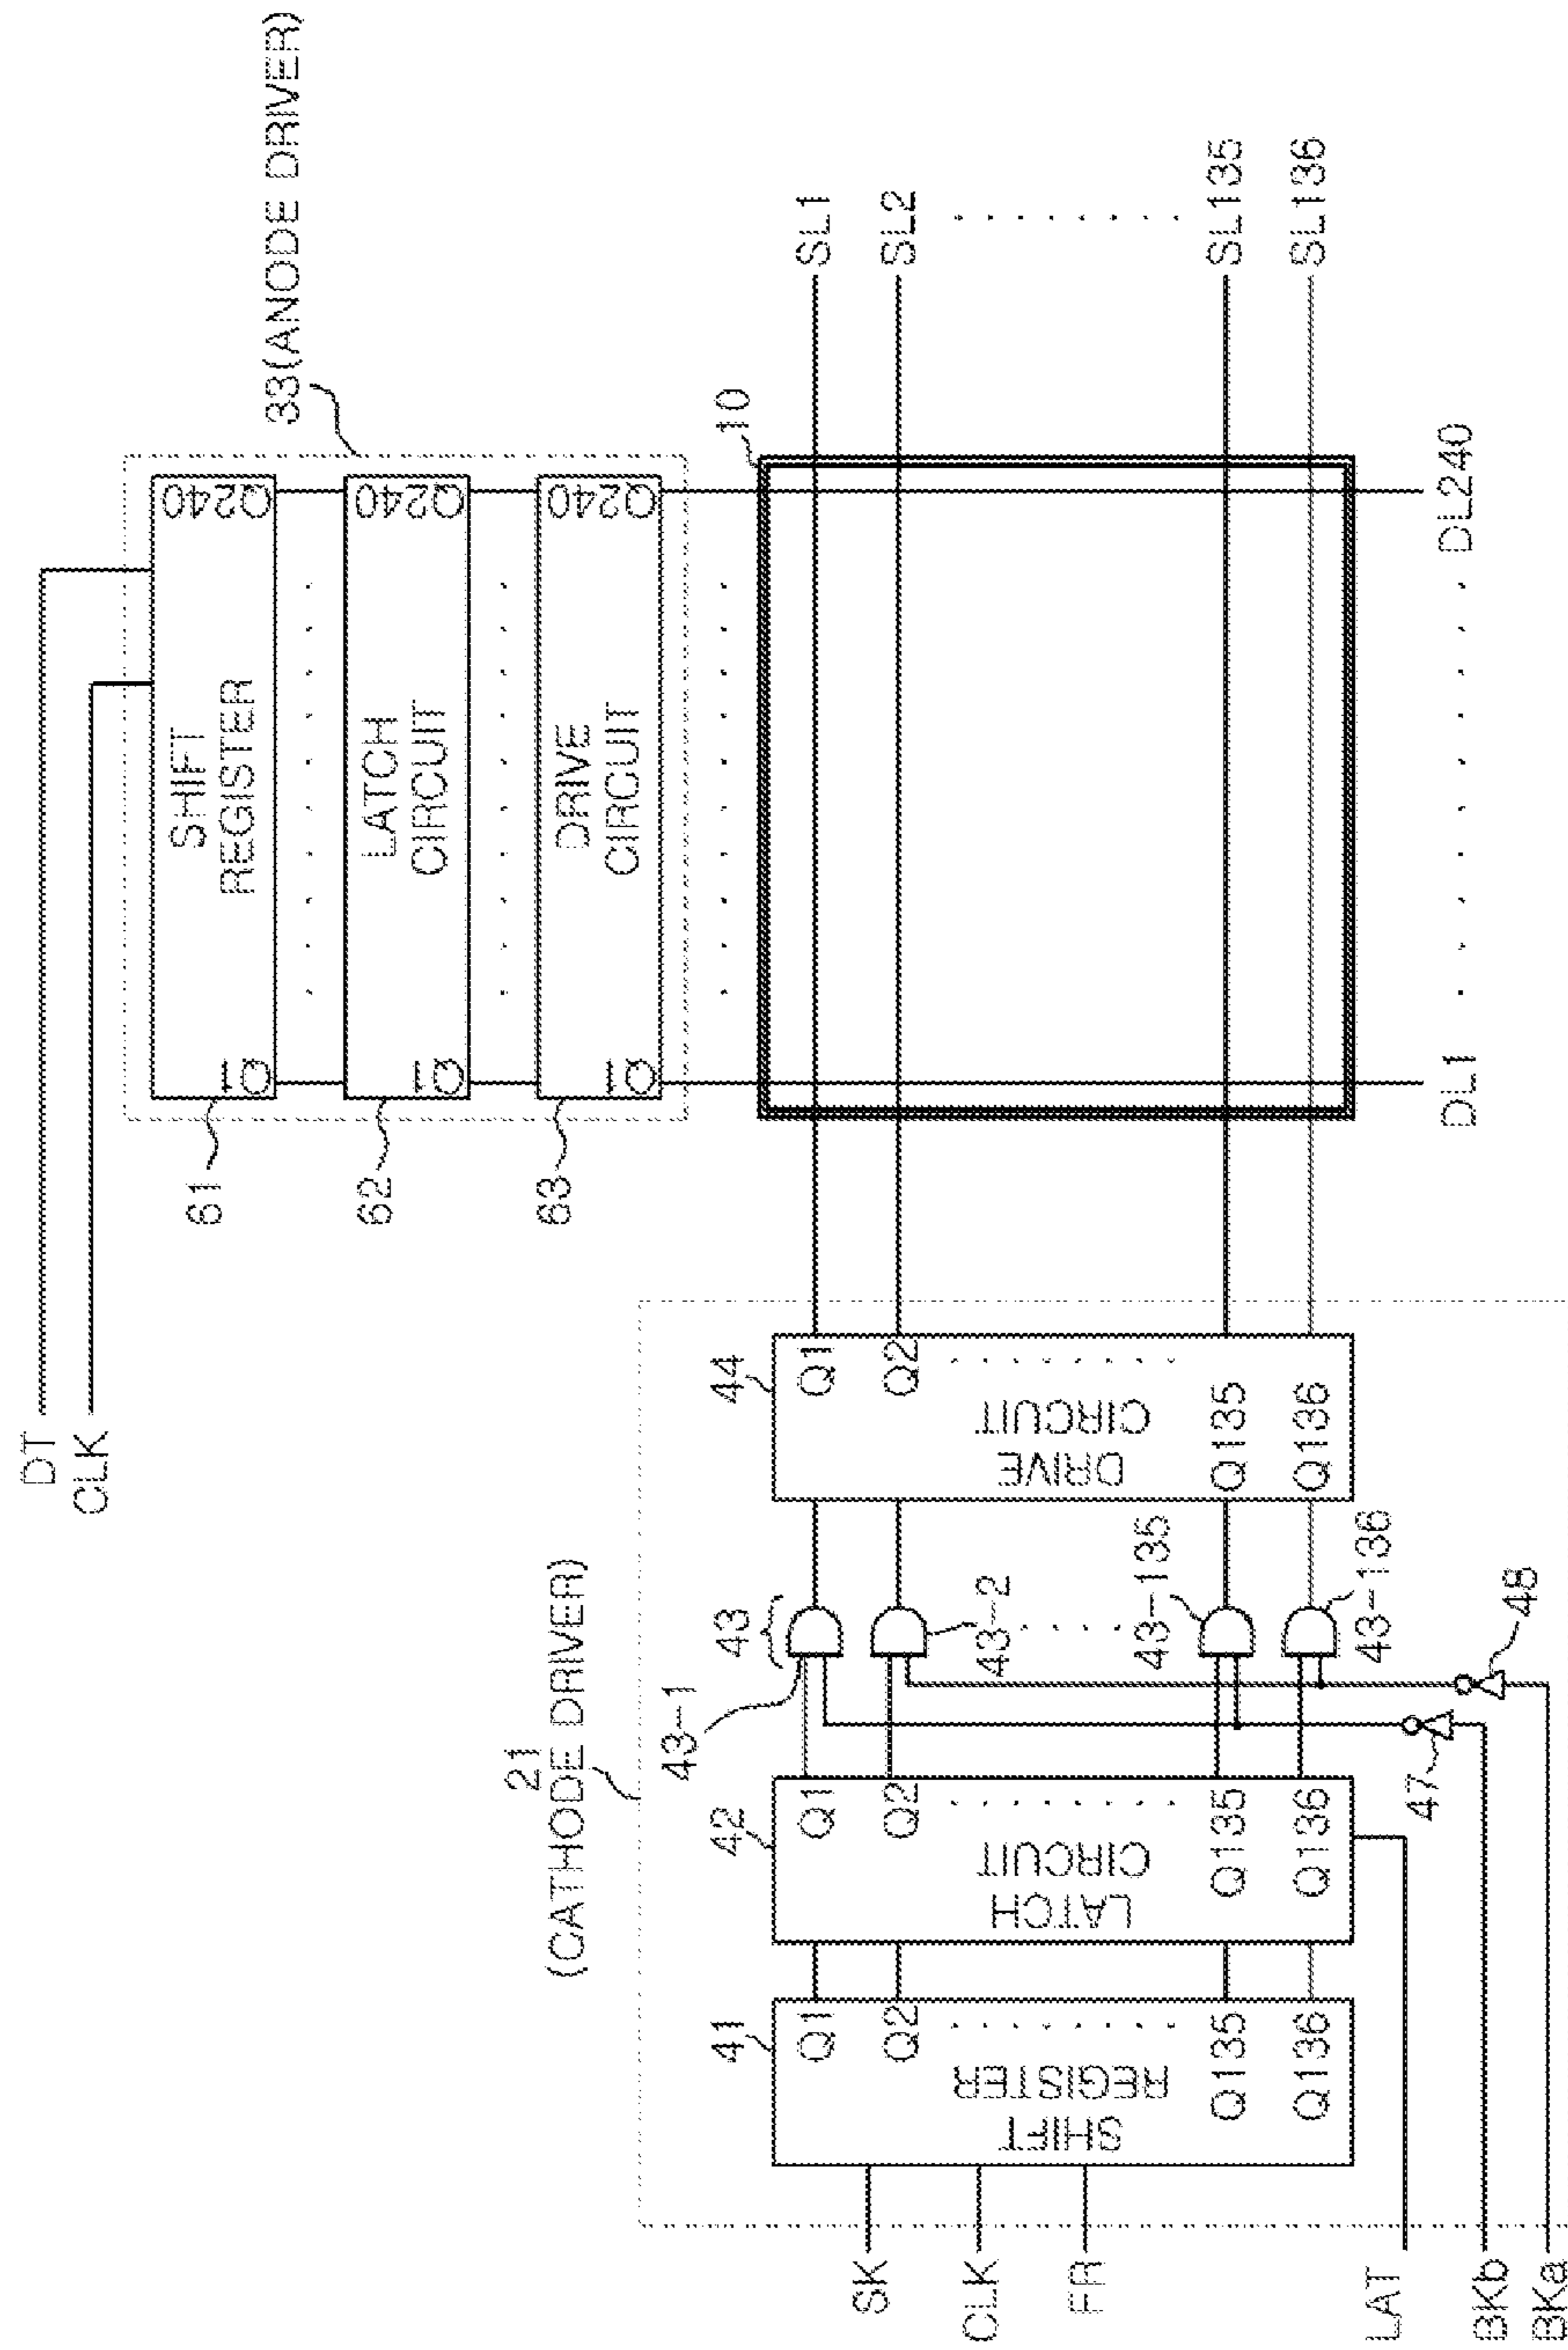 DT
CLK
33(ANODE DRIVER)
SHIFT
REGISTER
Q1
Q240
61
LATCH
CIRCUIT
Q1
Q240
62
DRIVE
CIRCUIT
Q1
Q240
63
10
SL1
SL2
SL135
SL136
DL1
DL240
21
(CATHODE DRIVER)
41
SHIFT
REGISTER
Q1
Q2
Q135
Q136
42
LATCH
CIRCUIT
Q1
Q2
Q135
Q136
43
43-1
43-2
43-135
43-136
44
DRIVE
CIRCUIT
Q1
Q2
Q135
Q136
47
48
SK
CLK
FR
LAT
BKb
BKa